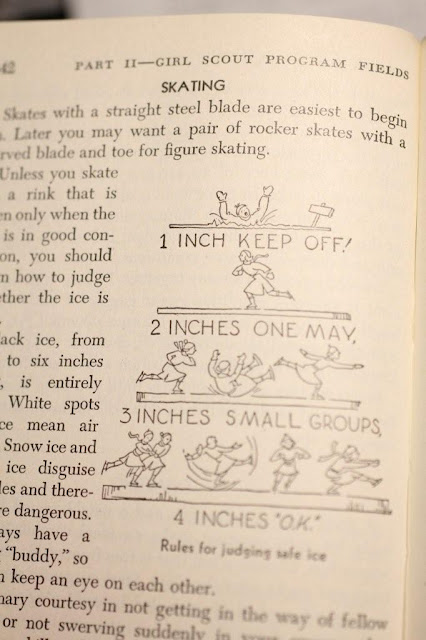 42 PART II—GIRL SCOUT PROGRAM FIELDS
SKATING
Skates with a straight steel blade are easiest to begin
. Later you may want a pair of rocker skates with a
rved blade and toe for figure skating.
Unless you skate
a rink that is
en only when the
is in good con-
on, you should
n how to judge
ether the ice is
ack ice, from
to six inches
, is entirely
White spots
ce mean air
Snow ice and
ice disguise
les and there-
re dangerous.
ays have a
"buddy," so
n keep an eye on each other.
nary courtesy in not getting in the way of fellow
or not swerving suddenly in
1 INCH KEEP OFF!
2 INCHES ONE MAY,
3 INCHES SMALL GROUPS,
4 INCHES "O.K."
Rules for judging safe ice